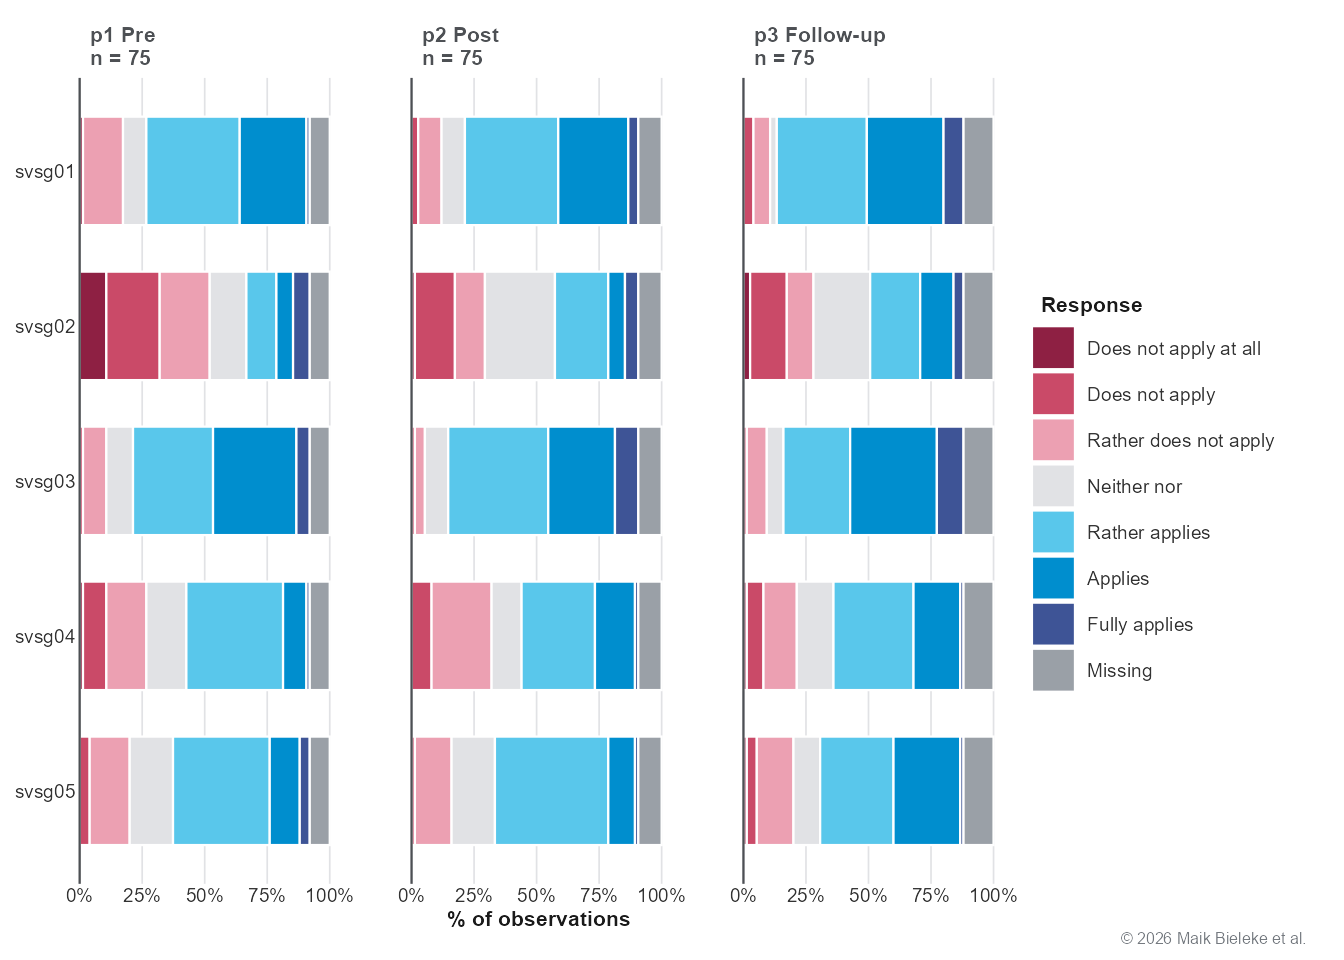 p1 Pre
n = 75
p2 Post
n = 75
p3 Follow-up
n = 75
svsg01
svsg02
svsg03
svsg04
svsg05
0% 25% 50% 75% 100%
0% 25% 50% 75% 100%
0% 25% 50% 75% 100%
% of observations
Response
Does not apply at all
Does not apply
Rather does not apply
Neither nor
Rather applies
Applies
Fully applies
Missing
© 2026 Maik Bieleke et al.